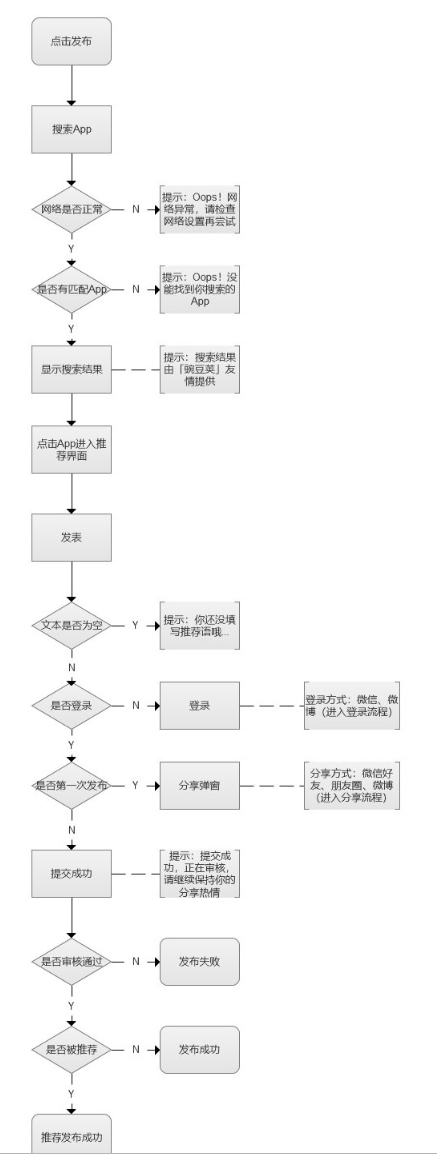 点击发布
搜索App
网络是否正常
N
提示：Oops！网
络异常，请检查
网络设置再尝试
Y
是否有匹配App
N
提示：Oops！没
能找到你搜索的
App
Y
显示搜索结果
提示：搜索结果
由「豌豆荚」友
情提供
点击App进入推
荐界面
发表
文本是否为空
Y
提示：你还没填
写推荐语哦...
N
是否登录
N
登录
登录方式：微信、微
博（进入登录流程）
Y
是否第一次发布
Y
分享弹窗
分享方式：微信好
友、朋友圈、微博
（进入分享流程）
N
提交成功
提示：提交成
功，正在审核，
请继续保持你的
分享热情
是否审核通过
N
发布失败
Y
是否被推荐
N
发布成功
Y
推荐发布成功